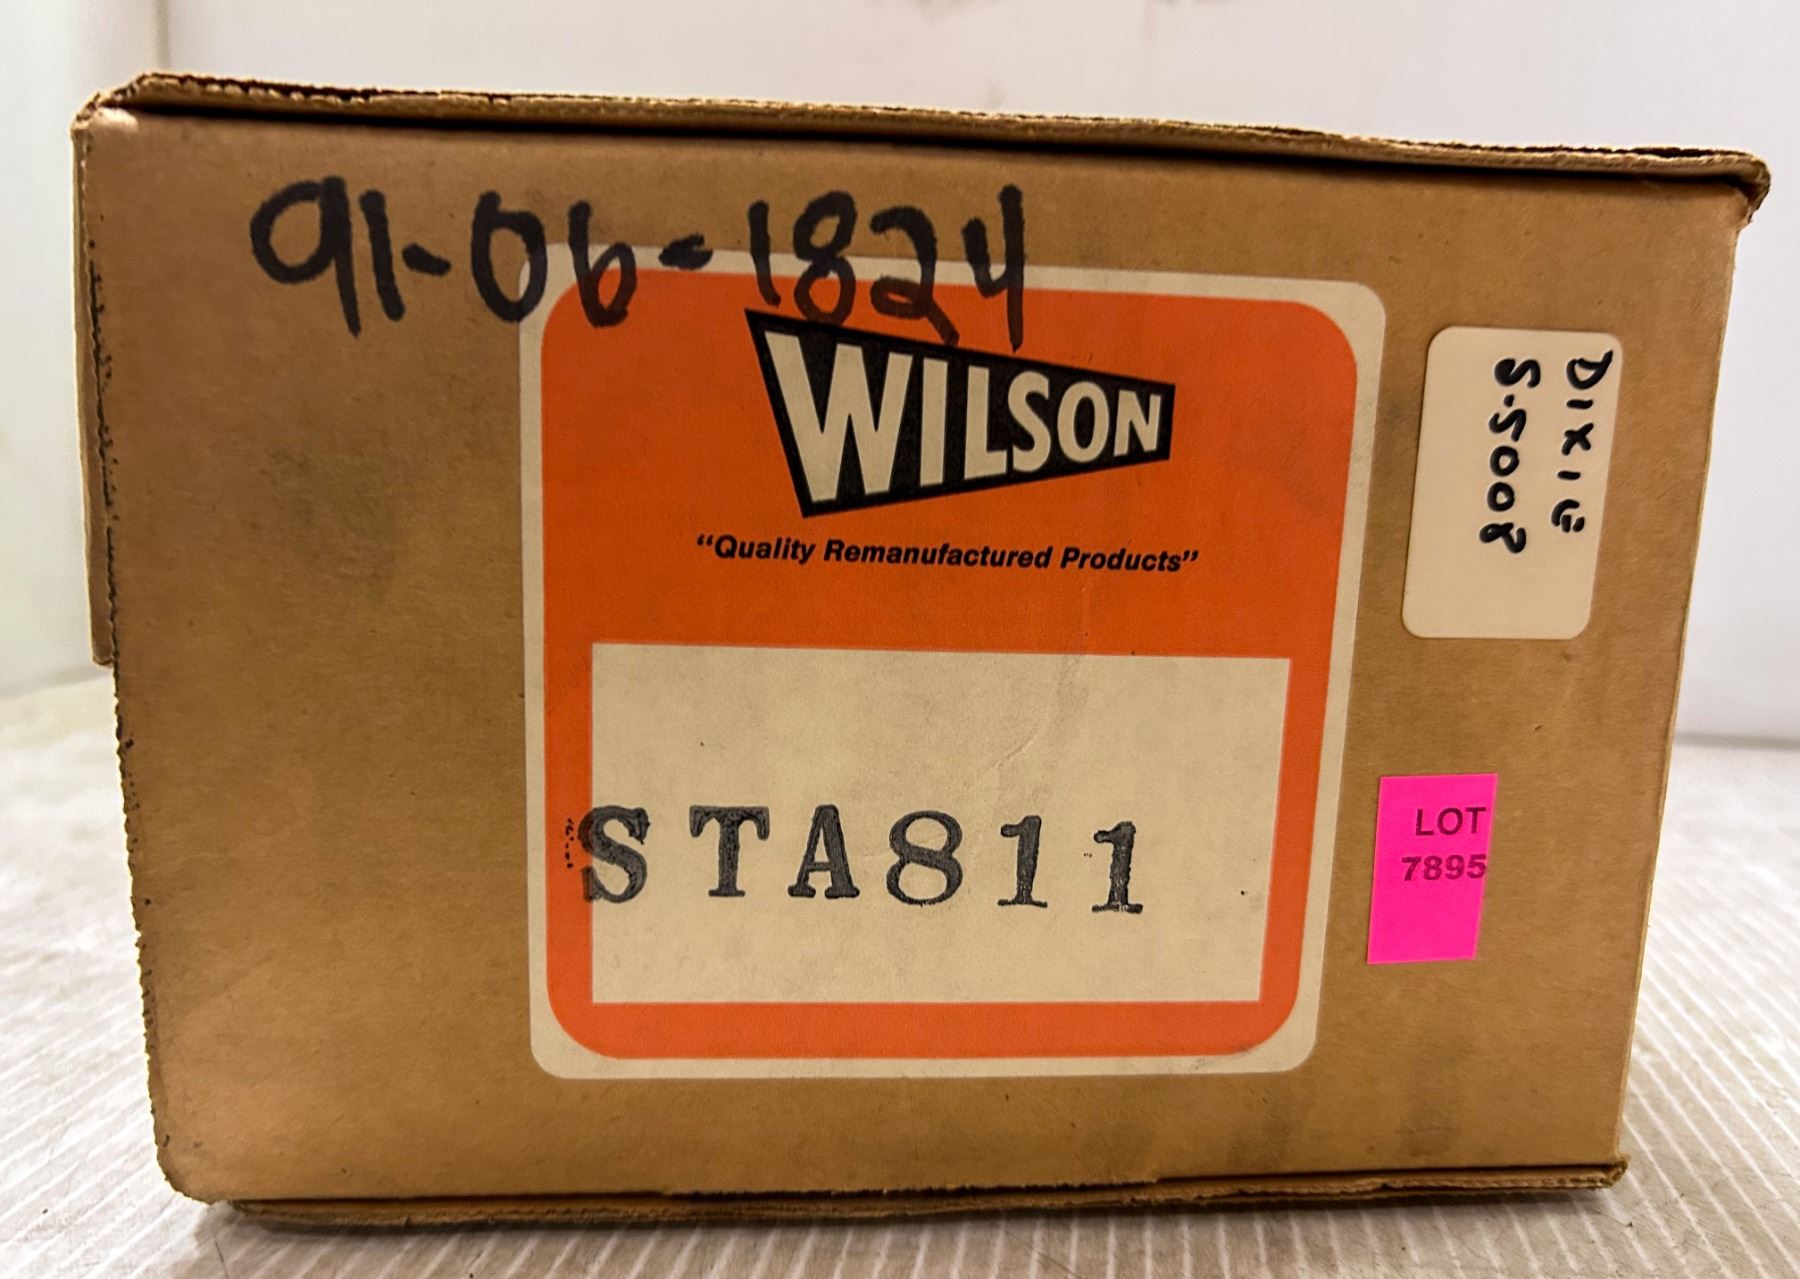 91-06-1824
WILSON
"Quality Remanufactured Products"
STA811
DIXIE
S-5008
LOT
7895